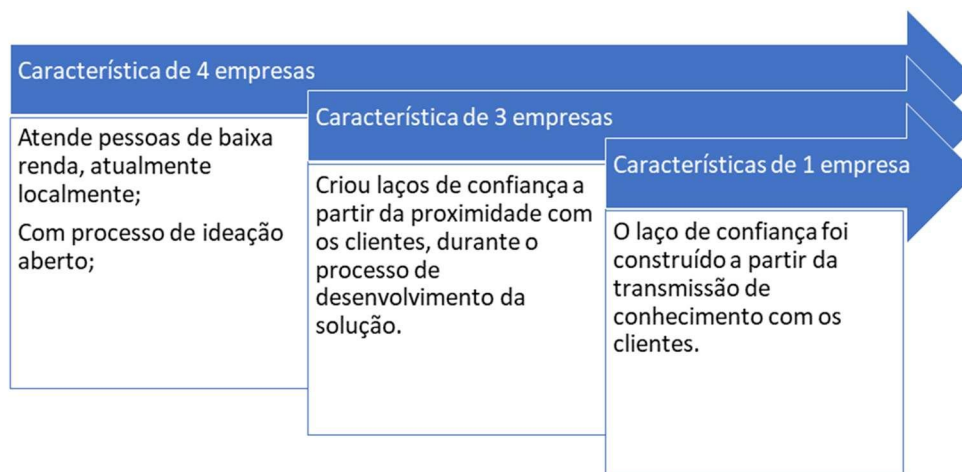 Característica de 4 empresas
Atende pessoas de baixa
renda, atualmente
localmente;
Com processo de ideação
aberto;
Característica de 3 empresas
Criou laços de confiança a
partir da proximidade com
os clientes, durante o
processo de
desenvolvimento da
solução.
Características de 1 empresa
O laço de confiança foi
construído a partir da
transmissão de
conhecimento com os
clientes.